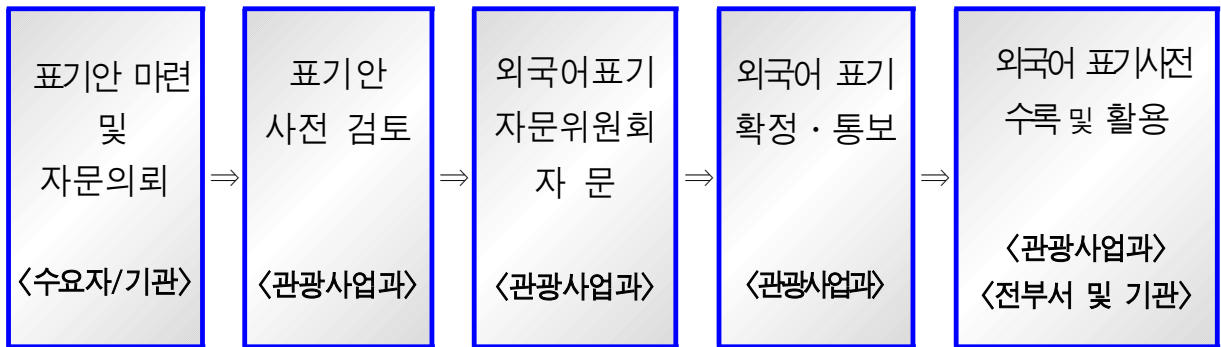 표기안 마련
및
자문의뢰
〈수요자/기관〉
⇒
표기안
사전 검토
〈관광사업과〉
⇒
외국어표기
자문위원회
자 문
〈관광사업과〉
⇒
외국어 표기
확정·통보
〈관광사업과〉
⇒
외국어 표기사전
수록 및 활용
〈관광사업과〉
〈전부서 및 기관〉